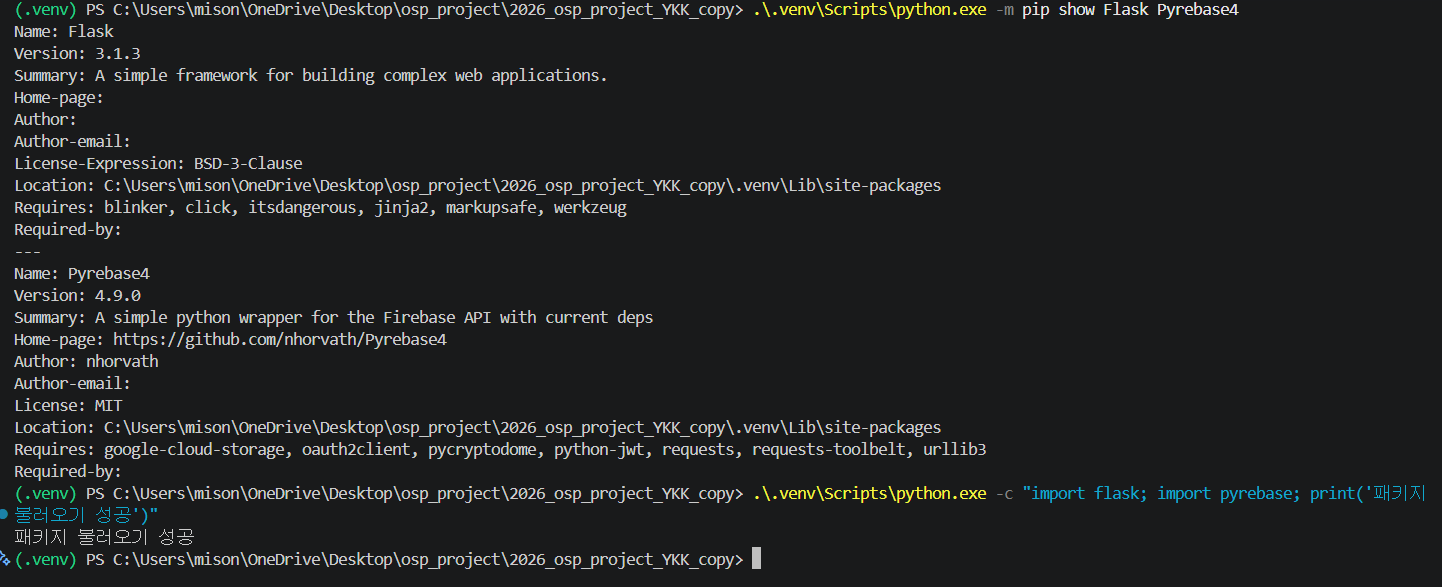 (.venv) PS C:\Users\mison\OneDrive\Desktop\osp_project\2026_osp_project_YKK_copy> .\.venv\Scripts\python.exe -m pip show Flask Pyrebase4
Name: Flask
Version: 3.1.3
Summary: A simple framework for building complex web applications.
Home-page:
Author:
Author-email:
License-Expression: BSD-3-Clause
Location: C:\Users\mison\OneDrive\Desktop\osp_project\2026_osp_project_YKK_copy\.venv\Lib\site-packages
Requires: blinker, click, itsdangerous, jinja2, markupsafe, werkzeug
Required-by:
---
Name: Pyrebase4
Version: 4.9.0
Summary: A simple python wrapper for the Firebase API with current deps
Home-page: https://github.com/nhorvath/Pyrebase4
Author: nhorvath
Author-email:
License: MIT
Location: C:\Users\mison\OneDrive\Desktop\osp_project\2026_osp_project_YKK_copy\.venv\Lib\site-packages
Requires: google-cloud-storage, oauth2client, pycryptodome, python-jwt, requests, requests-toolbelt, urllib3
Required-by:
(.venv) PS C:\Users\mison\OneDrive\Desktop\osp_project\2026_osp_project_YKK_copy> .\.venv\Scripts\python.exe -c "import flask; import pyrebase; print('패키지
불러오기 성공')"
패키지 불러오기 성공
(.venv) PS C:\Users\mison\OneDrive\Desktop\osp_project\2026_osp_project_YKK_copy>